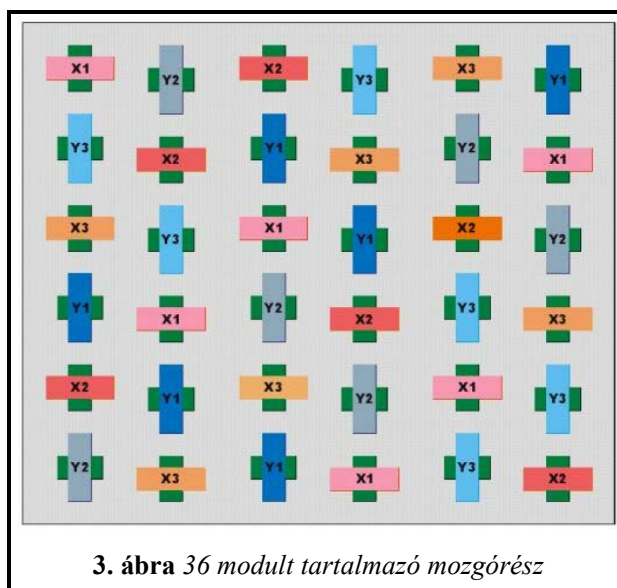 X1 Y2 X2 Y3 X3 Y1
Y3 X2 Y1 X3 Y2 X1
X3 Y3 X1 Y1 X2 Y2
Y1 X1 Y2 X2 Y3 X3
X2 Y1 X3 Y2 X1 Y3
Y2 X3 Y1 X1 Y3 X2
3. ábra 36 modult tartalmazó mozgórész